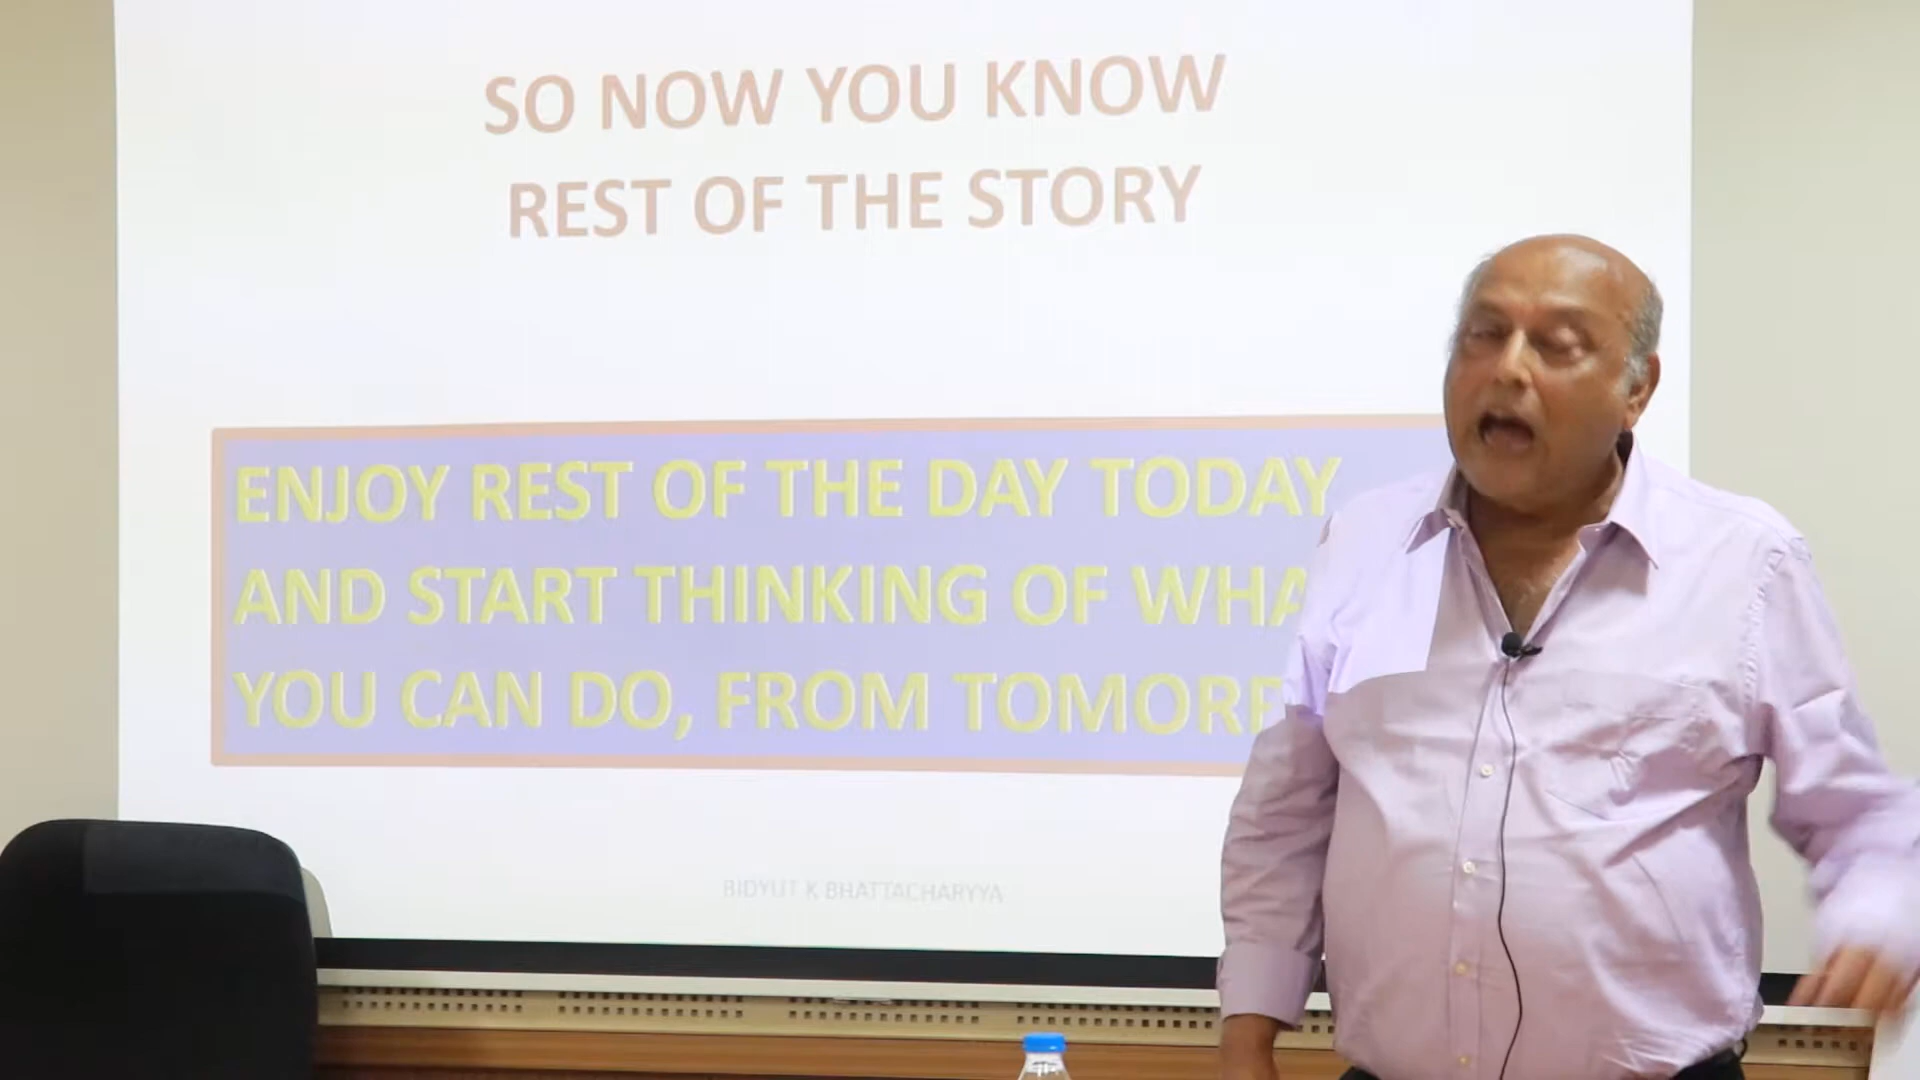 SO NOW YOU KNOW
REST OF THE STORY
ENJOY REST OF THE DAY TODAY
AND START THINKING OF
YOU CAN DO, FROM
BIDYUT K BHATTACHARYYA